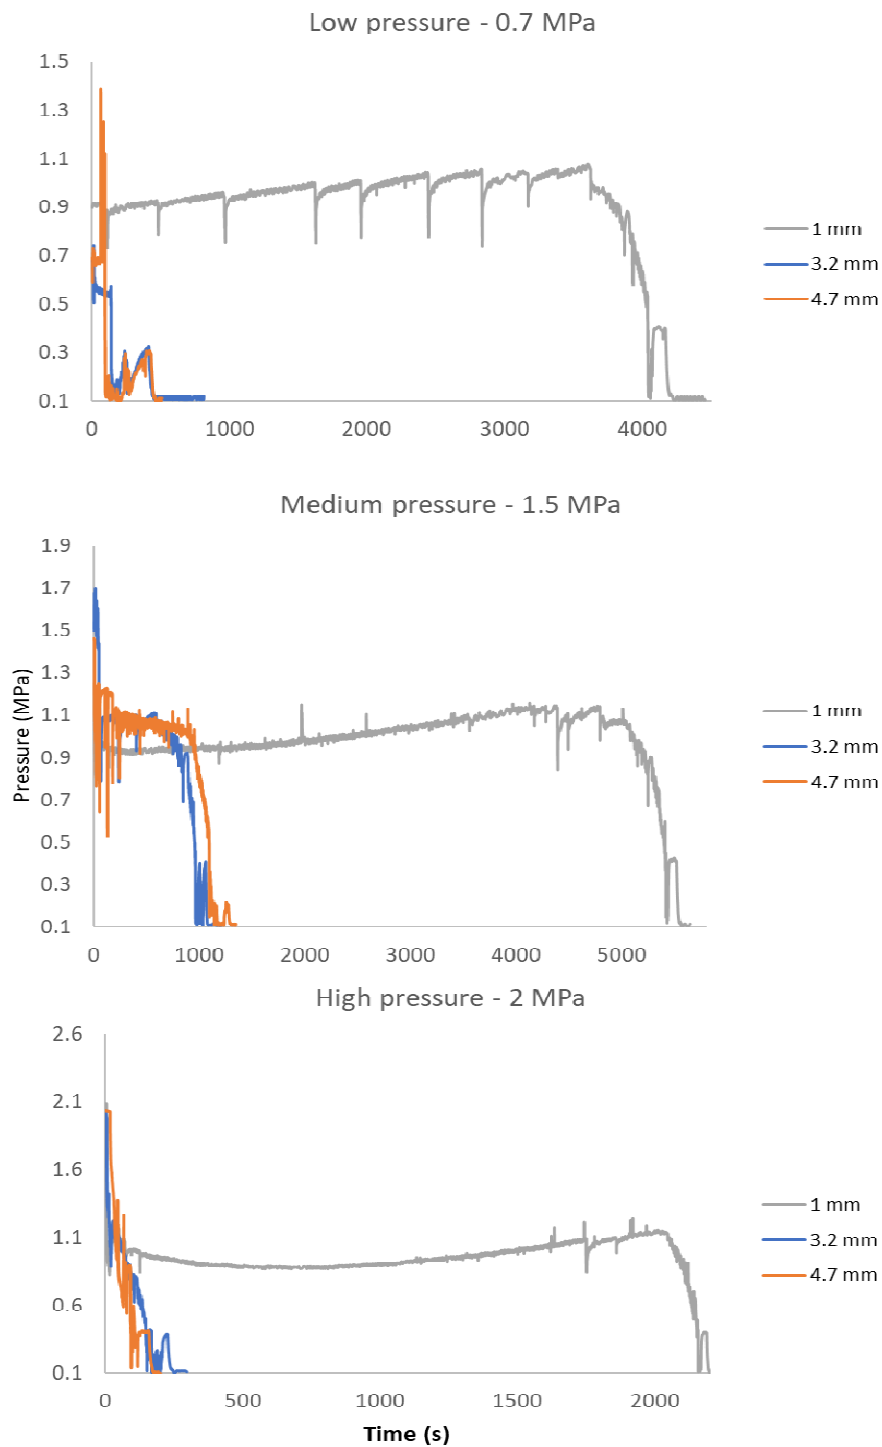 Low pressure - 0.7 MPa
1.5
1.3
1.1
0.9
0.7
0.5
0.3
0.1
0 1000 2000 3000 4000
1 mm
3.2 mm
4.7 mm
Medium pressure - 1.5 MPa
Pressure (MPa)
1.9
1.7
1.5
1.3
1.1
0.9
0.7
0.5
0.3
0.1
0 1000 2000 3000 4000 5000
1 mm
3.2 mm
4.7 mm
High pressure - 2 MPa
2.6
2.1
1.6
1.1
0.6
0.1
0 500 1000 1500 2000
1 mm
3.2 mm
4.7 mm
Time (s)